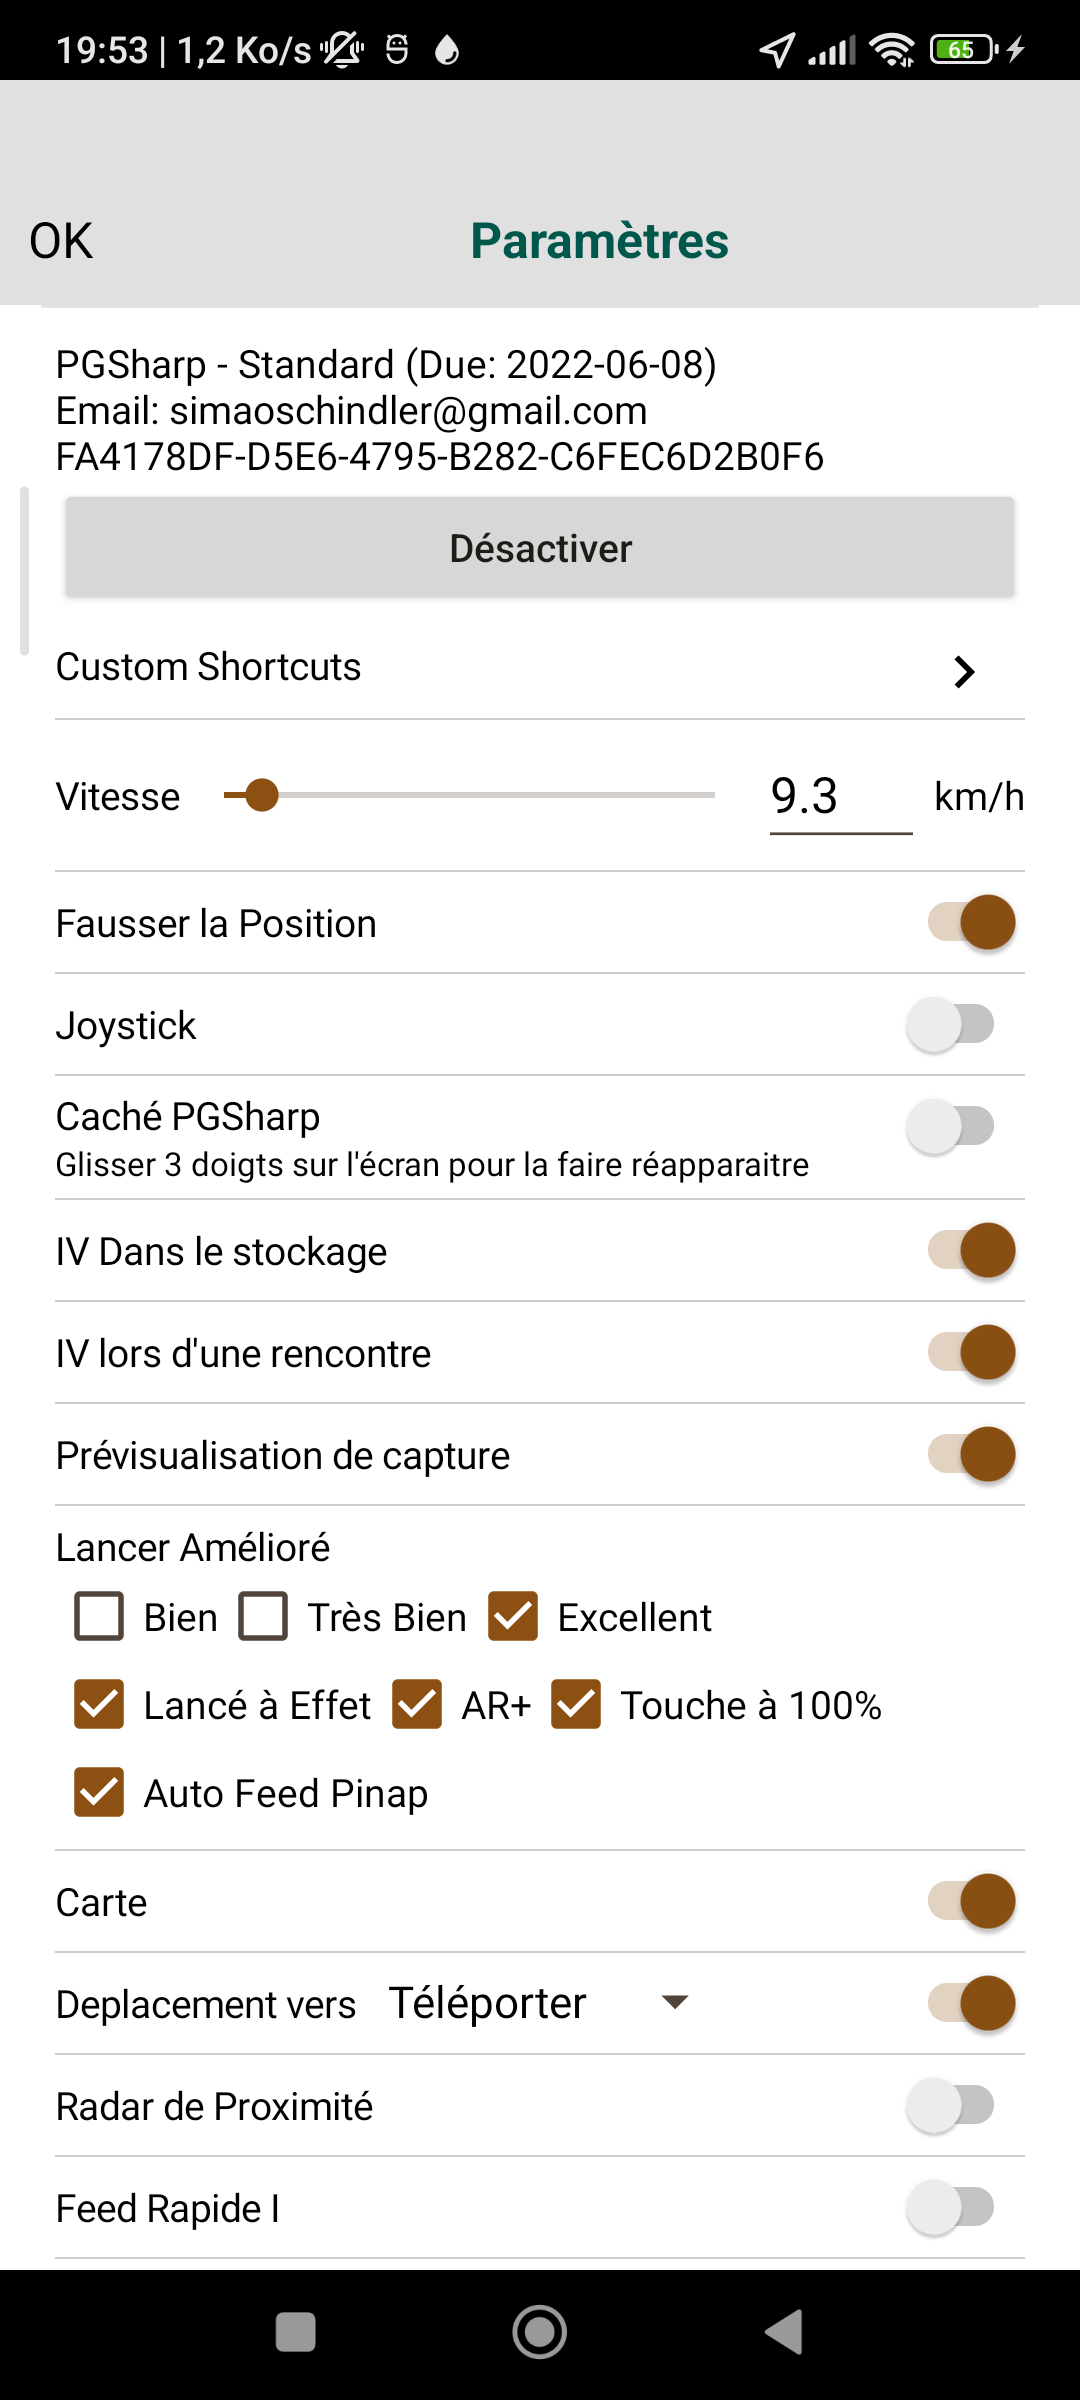 19:53 | 1,2 Ko/s
65
OK
Paramètres
PGSharp - Standard (Due: 2022-06-08)
Email: simaoschindler@gmail.com
FA4178DF-D5E6-4795-B282-C6FEC6D2B0F6
Désactiver
Custom Shortcuts
Vitesse 9.3 km/h
Fausser la Position
Joystick
Caché PGSharp
Glisser 3 doigts sur l'écran pour la faire réapparaitre
IV Dans le stockage
IV lors d'une rencontre
Prévisualisation de capture
Lancer Amélioré
Bien Très Bien Excellent
Lancé à Effet AR+ Touche à 100%
Auto Feed Pinap
Carte
Deplacement vers Téléporter
Radar de Proximité
Feed Rapide I